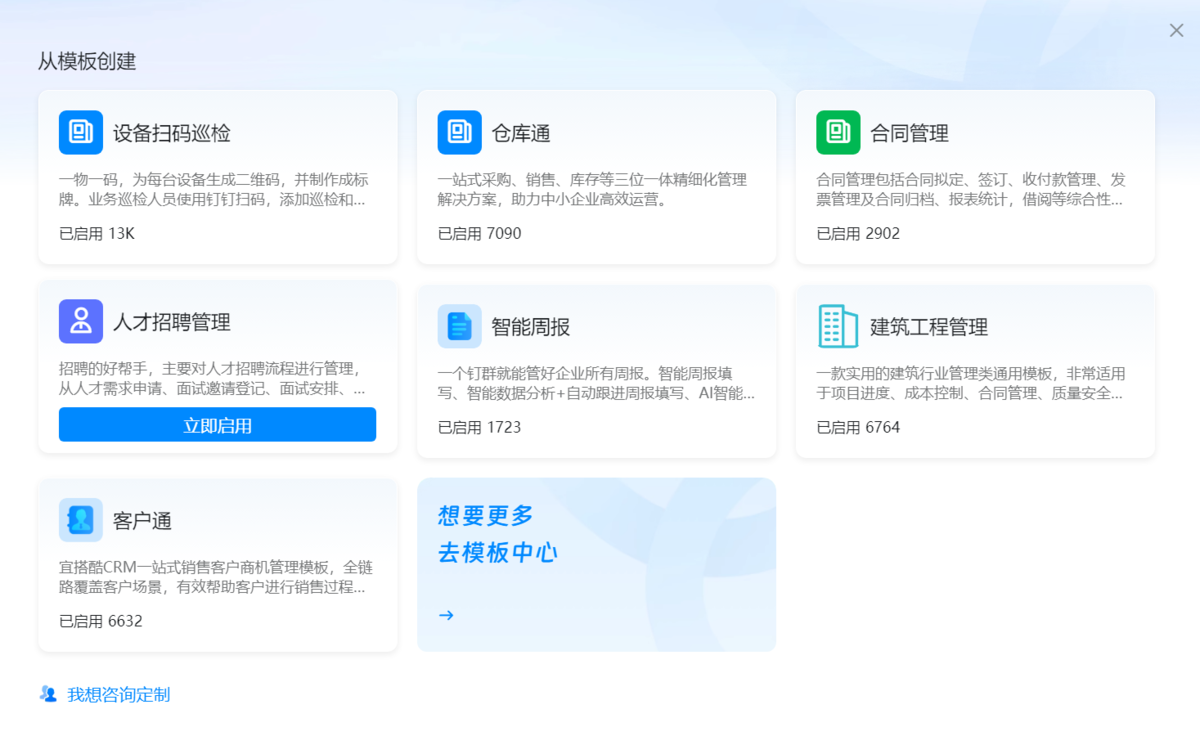 从模板创建
设备扫码巡检
一物一码，为每台设备生成二维码，并制作成标
牌。业务巡检人员使用钉钉扫码，添加巡检和...
已启用 13K
仓库通
一站式采购、销售、库存等三位一体精细化管理
解决方案，助力中小企业高效运营。
已启用 7090
合同管理
合同管理包括合同拟定、签订、收付款管理、发
票管理及合同归档、报表统计，借阅等综合性...
已启用 2902
人才招聘管理
招聘的好帮手，主要对人才招聘流程进行管理，
从人才需求申请、面试邀请登记、面试安排、...
立即启用
智能周报
一个钉群就能管好企业所有周报。智能周报填
写、智能数据分析+自动跟进周报填写、AI智能...
已启用 1723
建筑工程管理
一款实用的建筑行业管理类通用模板，非常适用
于项目进度、成本控制、合同管理、质量安全...
已启用 6764
客户通
宜搭酷CRM一站式销售客户商机管理模板，全链
路覆盖客户场景，有效帮助客户进行销售过程...
已启用 6632
想要更多
去模板中心
我想咨询定制